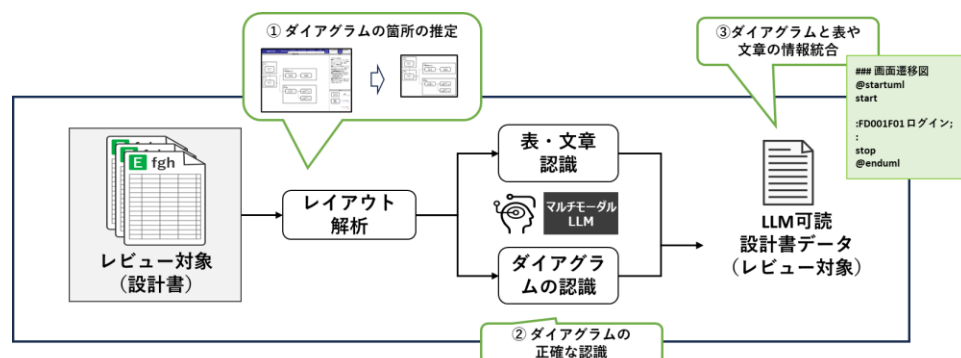 ① ダイアグラムの箇所の推定
③ダイアグラムと表や
文章の情報統合
### 画面遷移図
@startuml
start
:FD001F01 ログイン;
:
stop
@enduml
E fgh
レビュー対象
（設計書）
レイアウト
解析
表・文章
認識
マルチモーダル
LLM
ダイアグラ
ムの認識
LLM可読
設計書データ
（レビュー対象）
② ダイアグラムの
正確な認識